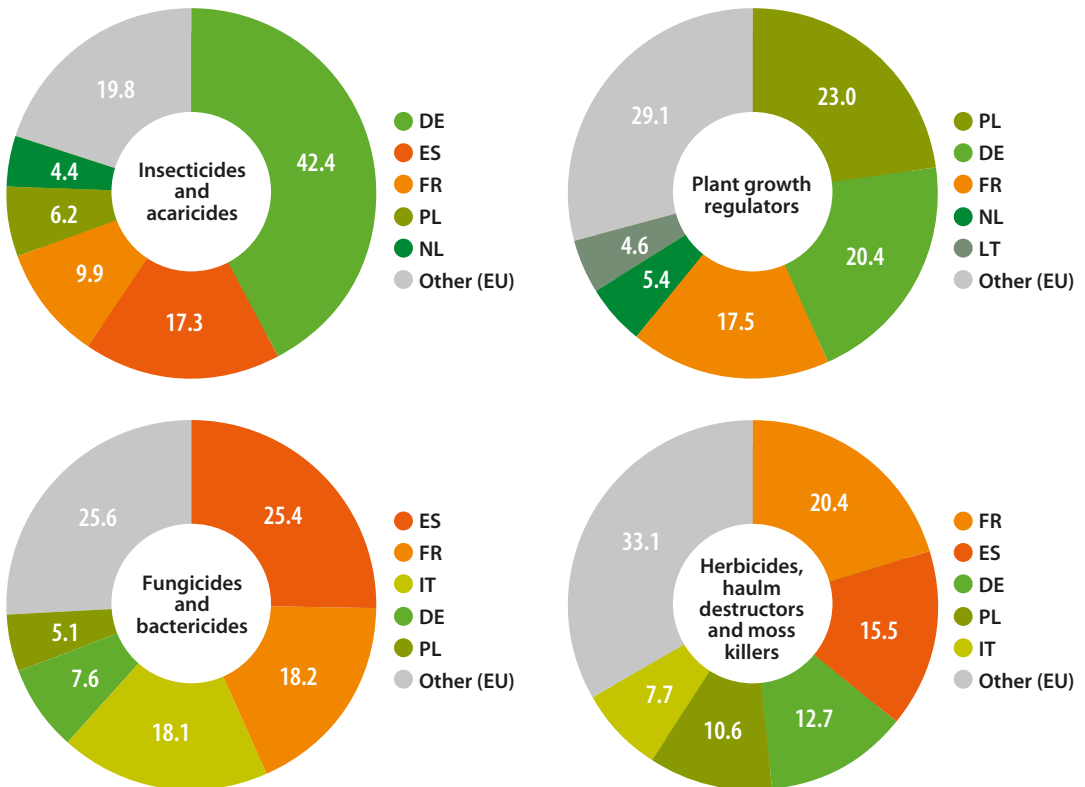 42.4
17.3
9.9
6.2
4.4
19.8
Insecticides
and
acaricides
DE
ES
FR
PL
NL
Other (EU)
23.0
20.4
17.5
5.4
4.6
29.1
Plant growth
regulators
PL
DE
FR
NL
LT
Other (EU)
25.4
18.2
18.1
7.6
5.1
25.6
Fungicides
and
bactericides
ES
FR
IT
DE
PL
Other (EU)
20.4
15.5
12.7
10.6
7.7
33.1
Herbicides,
haulm
destructors
and moss
killers
FR
ES
DE
PL
IT
Other (EU)